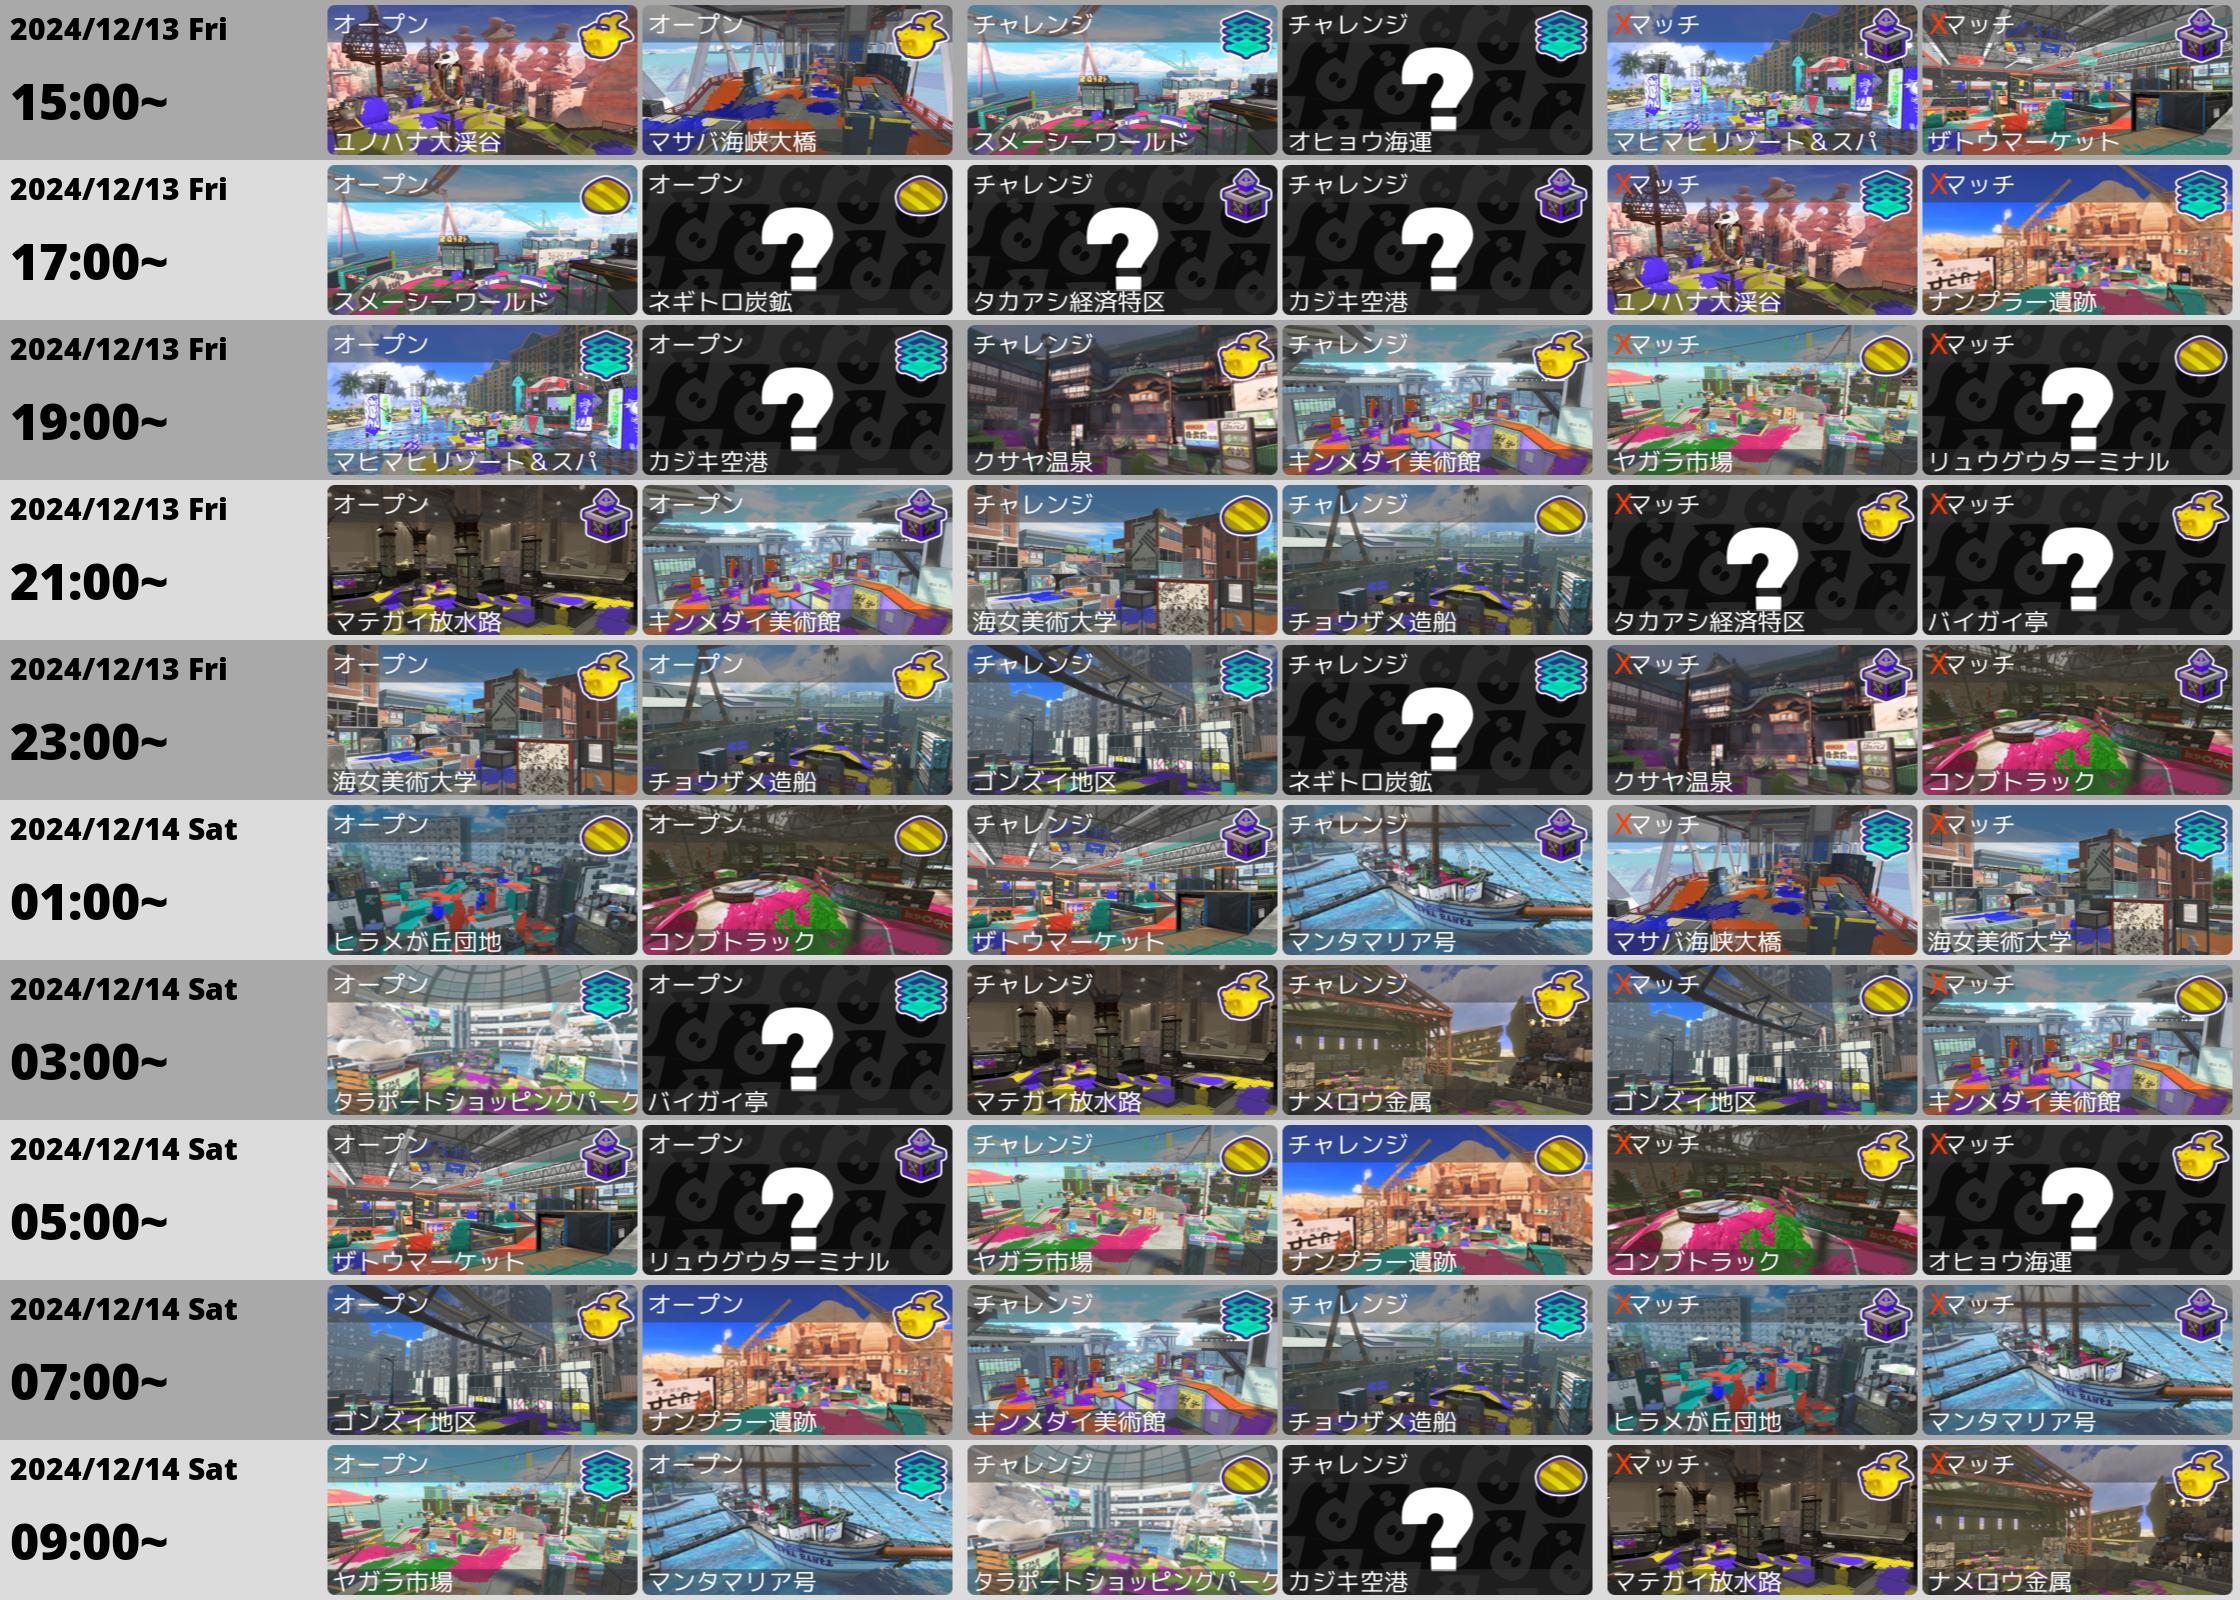 2024/12/13 Fri
15:00~
オープン
ユノハナ大渓谷
オープン
マサバ海峡大橋
チャレンジ
スメーシーワールド
チャレンジ
?
オヒョウ海運
Xマッチ
マヒマヒリゾート＆スパ
Xマッチ
ザトウマーケット
2024/12/13 Fri
17:00~
オープン
スメーシーワールド
オープン
?
ネギトロ炭鉱
チャレンジ
?
タカアシ経済特区
チャレンジ
?
カジキ空港
Xマッチ
ユノハナ大渓谷
Xマッチ
ナンプラー遺跡
2024/12/13 Fri
19:00~
オープン
マヒマヒリゾート＆スパ
オープン
?
カジキ空港
チャレンジ
クサヤ温泉
チャレンジ
キンメダイ美術館
Xマッチ
ヤガラ市場
Xマッチ
?
リュウグウターミナル
2024/12/13 Fri
21:00~
オープン
マテガイ放水路
オープン
キンメダイ美術館
チャレンジ
海女美術大学
チャレンジ
チョウザメ造船
Xマッチ
?
タカアシ経済特区
Xマッチ
?
バイガイ亭
2024/12/13 Fri
23:00~
オープン
海女美術大学
オープン
チョウザメ造船
チャレンジ
ゴンズイ地区
チャレンジ
?
ネギトロ炭鉱
Xマッチ
クサヤ温泉
Xマッチ
コンブトラック
2024/12/14 Sat
01:00~
オープン
ヒラメが丘団地
オープン
コンブトラック
チャレンジ
ザトウマーケット
チャレンジ
マンタマリア号
Xマッチ
マサバ海峡大橋
Xマッチ
海女美術大学
2024/12/14 Sat
03:00~
オープン
タラポートショッピングパーク
オープン
?
バイガイ亭
チャレンジ
マテガイ放水路
チャレンジ
ナメロウ金属
Xマッチ
ゴンズイ地区
Xマッチ
キンメダイ美術館
2024/12/14 Sat
05:00~
オープン
ザトウマーケット
オープン
?
リュウグウターミナル
チャレンジ
ヤガラ市場
チャレンジ
ナンプラー遺跡
Xマッチ
コンブトラック
Xマッチ
?
オヒョウ海運
2024/12/14 Sat
07:00~
オープン
ゴンズイ地区
オープン
ナンプラー遺跡
チャレンジ
キンメダイ美術館
チャレンジ
チョウザメ造船
Xマッチ
ヒラメが丘団地
Xマッチ
マンタマリア号
2024/12/14 Sat
09:00~
オープン
ヤガラ市場
オープン
マンタマリア号
チャレンジ
タラポートショッピングパーク
チャレンジ
?
カジキ空港
Xマッチ
マテガイ放水路
Xマッチ
ナメロウ金属